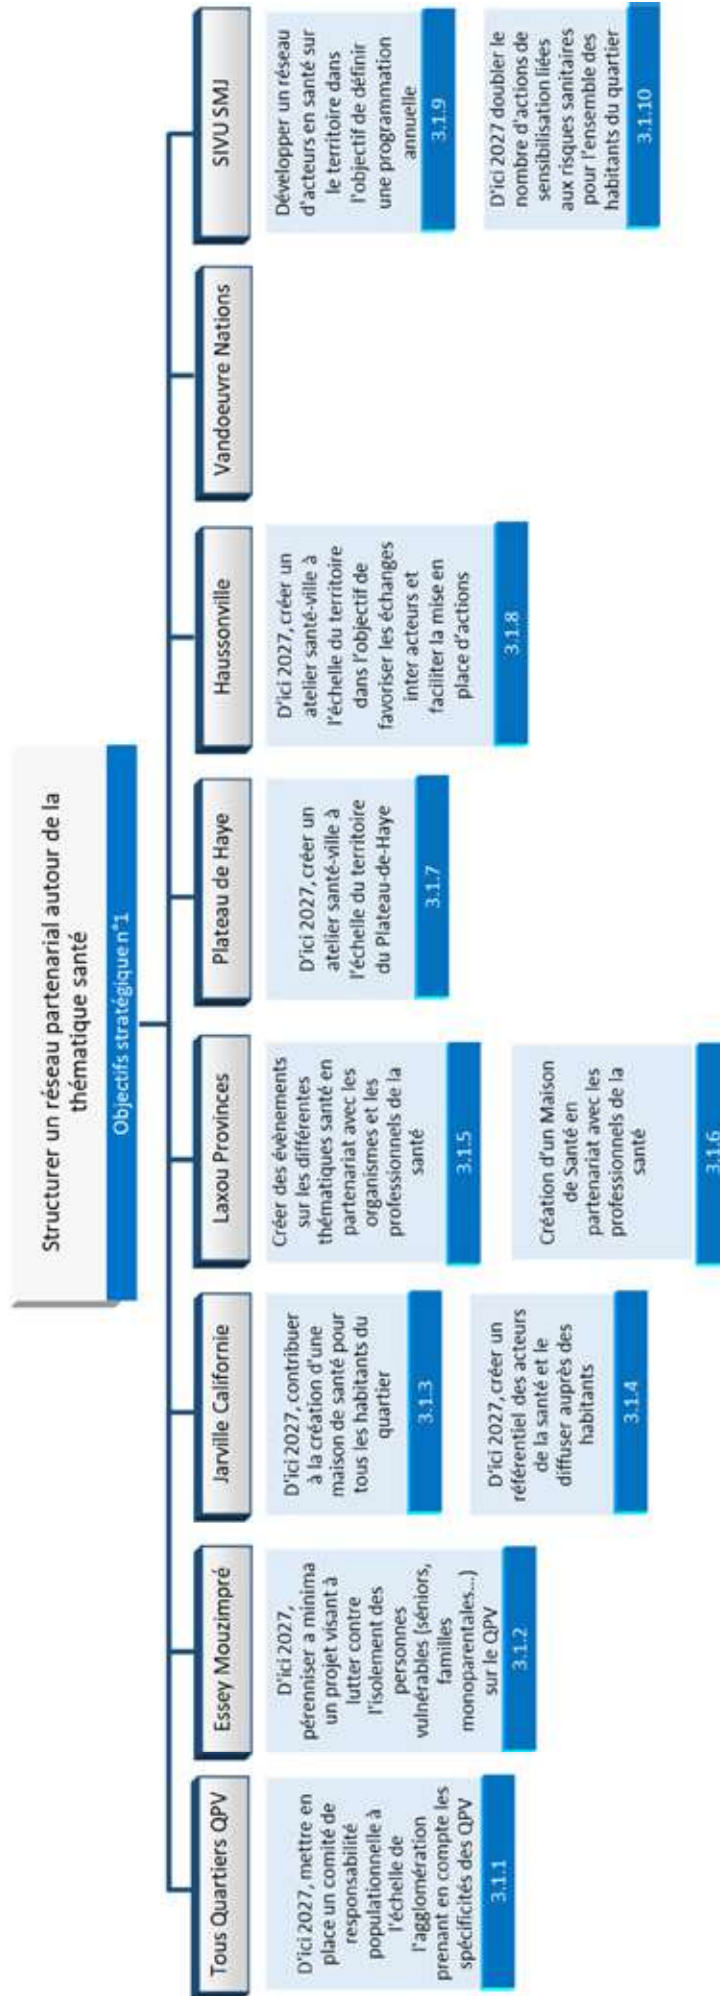 Structurer un réseau partenarial autour de la
thématique santé
Objectifs stratégique n°1
Tous Quartiers QPV
D'ici 2027, mettre en
place un comité de
responsabilité
populationnelle à
l'échelle de
l'agglomération
prenant en compte les
spécificités des QPV
3.1.1
Essey Mouzimpré
D'ici 2027,
pérenniser a minima
un projet visant à
lutter contre
l'isolement des
personnes
vulnérables (séniors,
familles
monoparentales...)
sur le QPV
3.1.2
Jarville Californie
D'ici 2027, contribuer
à la création d'une
maison de santé pour
tous les habitants du
quartier
3.1.3
D'ici 2027, créer un
référentiel des acteurs
de la santé et le
diffuser auprès des
habitants
3.1.4
Laxou Provinces
Créer des évènements
sur les différentes
thématiques santé en
partenariat avec les
organismes et les
professionnels de la
santé
3.1.5
Création d'un Maison
de Santé en
partenariat avec les
professionnels de la
santé
3.1.6
Plateau de Haye
D'ici 2027, créer un
atelier santé-ville à
l'échelle du territoire
du Plateau-de-Haye
3.1.7
Haussonville
D'ici 2027, créer un
atelier santé-ville à
l'échelle du territoire
dans l'objectif de
favoriser les échanges
inter acteurs et
faciliter la mise en
place d'actions
3.1.8
Vandoeuvre Nations
SIVU SMJ
Développer un réseau
d'acteurs en santé sur
le territoire dans
l'objectif de définir
une programmation
annuelle
3.1.9
D'ici 2027 doubler le
nombre d'actions de
sensibilisation liées
aux risques sanitaires
pour l'ensemble des
habitants du quartier
3.1.10